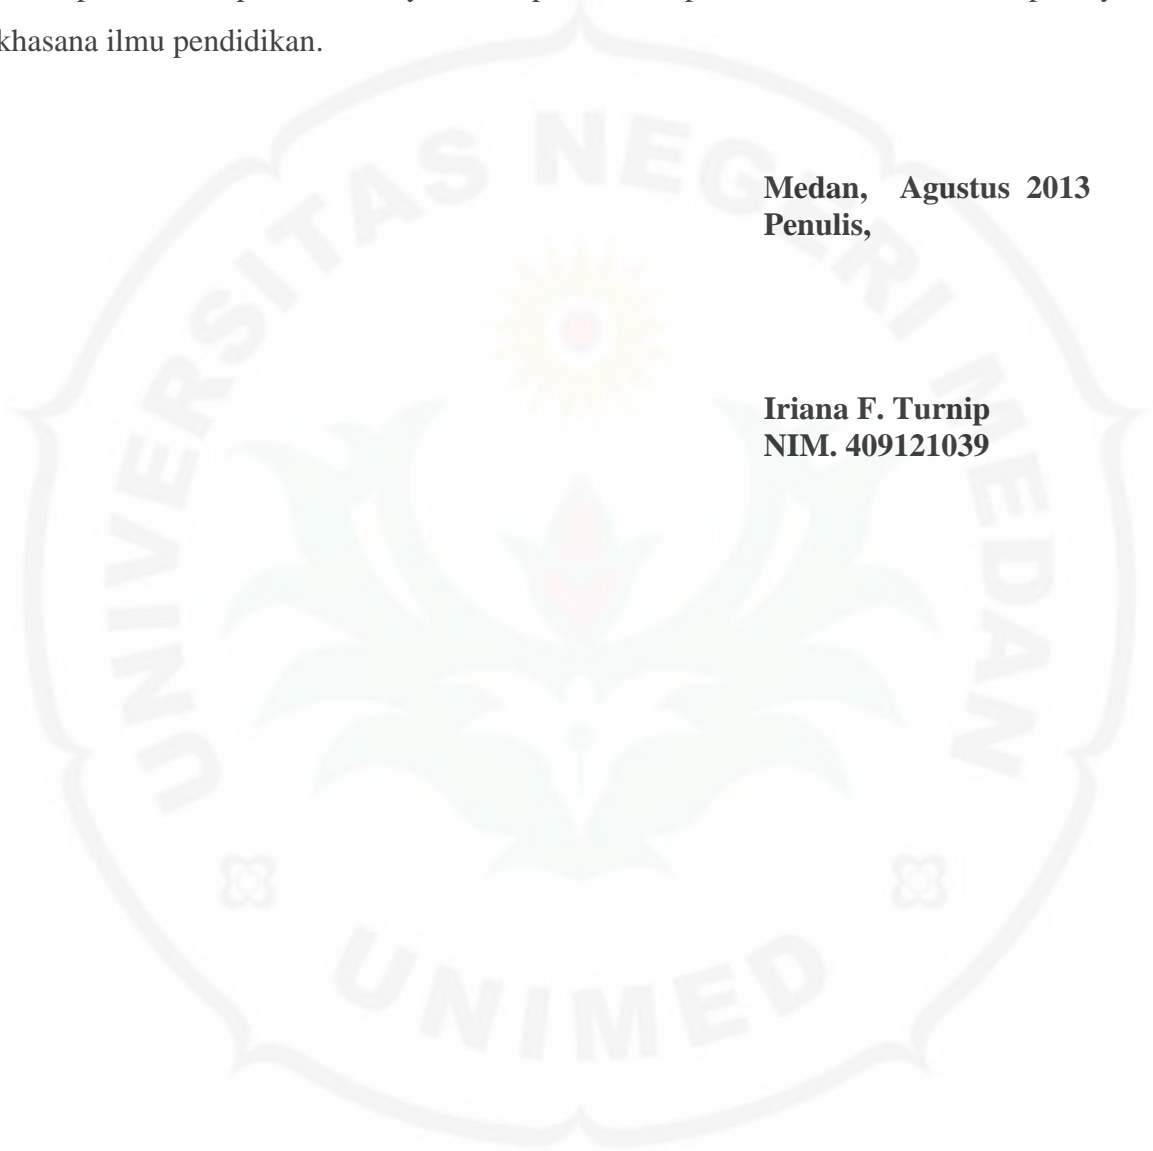 khasana ilmu pendidikan.
Medan, Agustus 2013
Penulis,
Iriana F. Turnip
NIM. 409121039
UNIVERSITAS NEGERI MEDAN
UNIMED